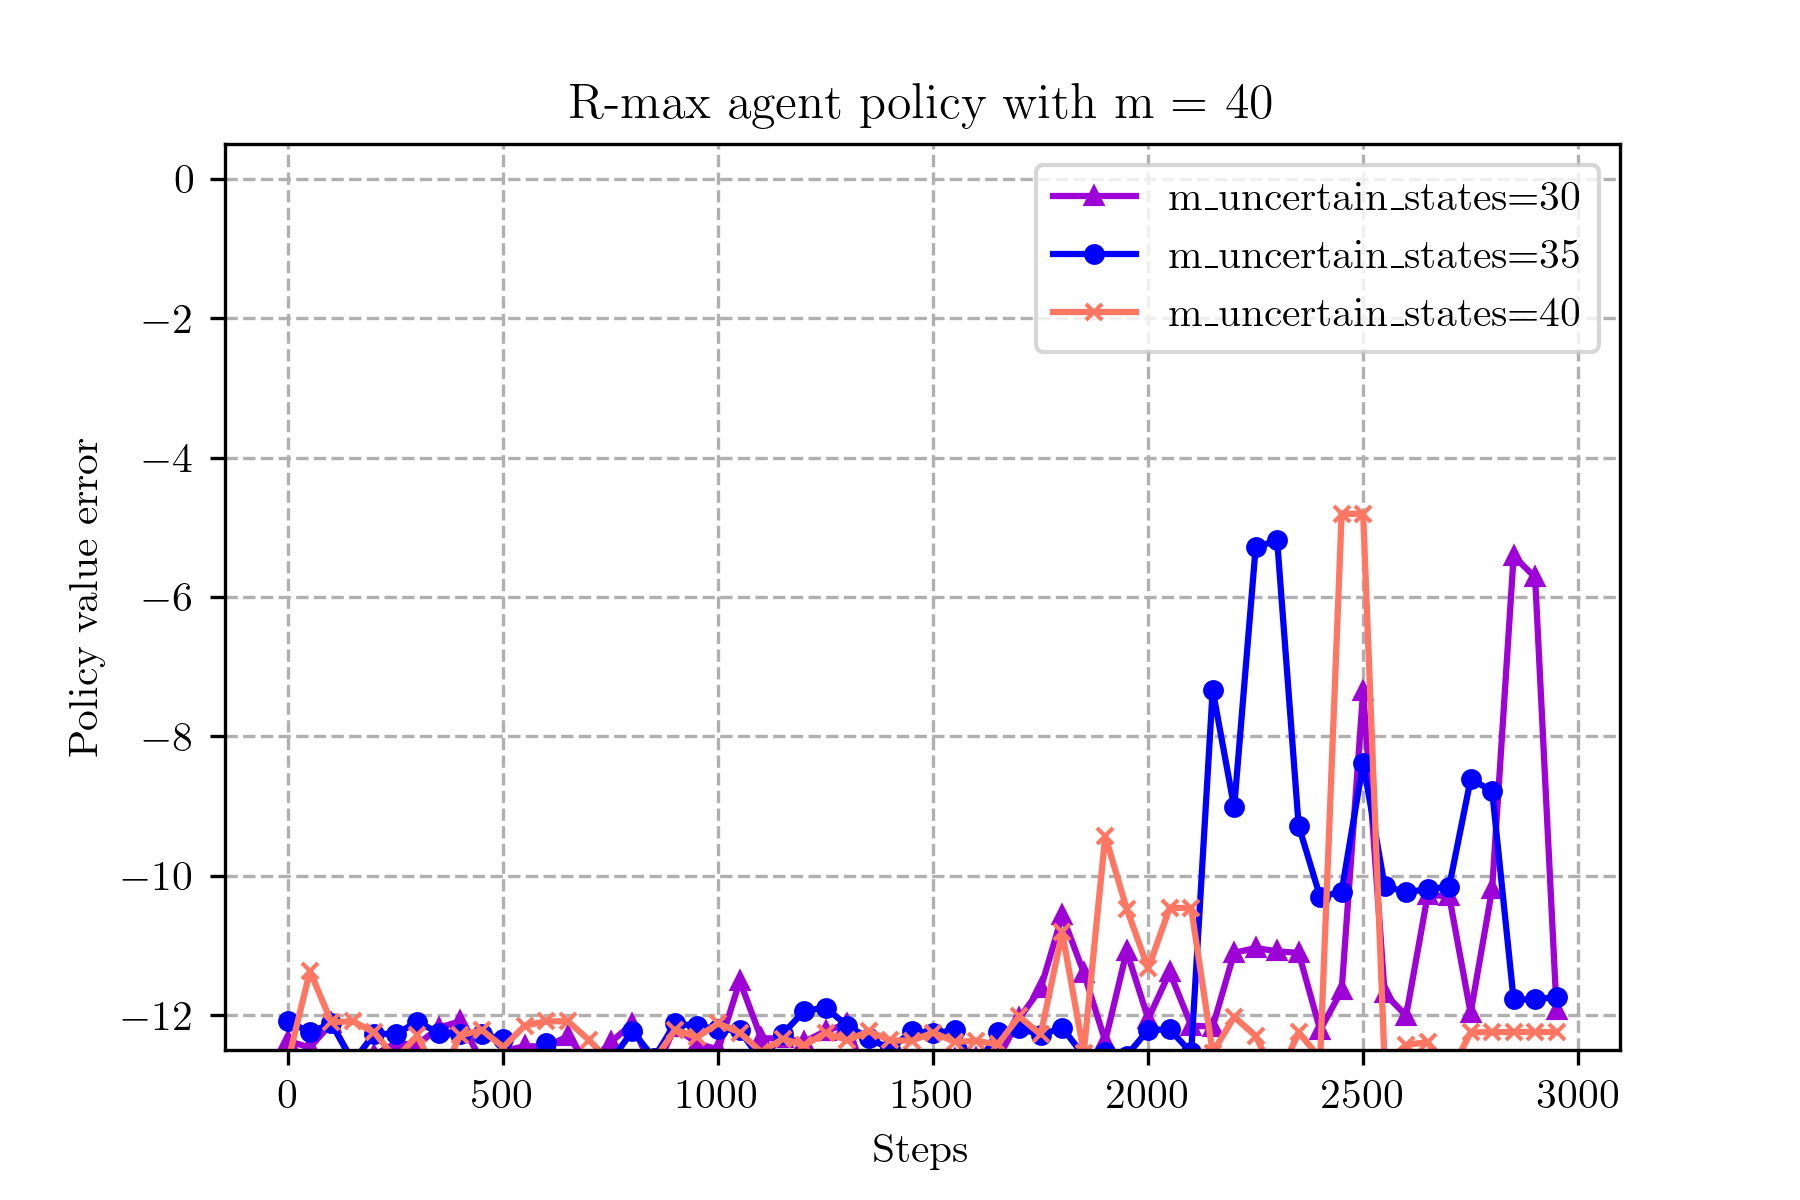 R-max agent policy with m = 40
m_uncertain_states=30
m_uncertain_states=35
m_uncertain_states=40
Policy value error
0
−2
−4
−6
−8
−10
−12
0 500 1000 1500 2000 2500 3000
Steps